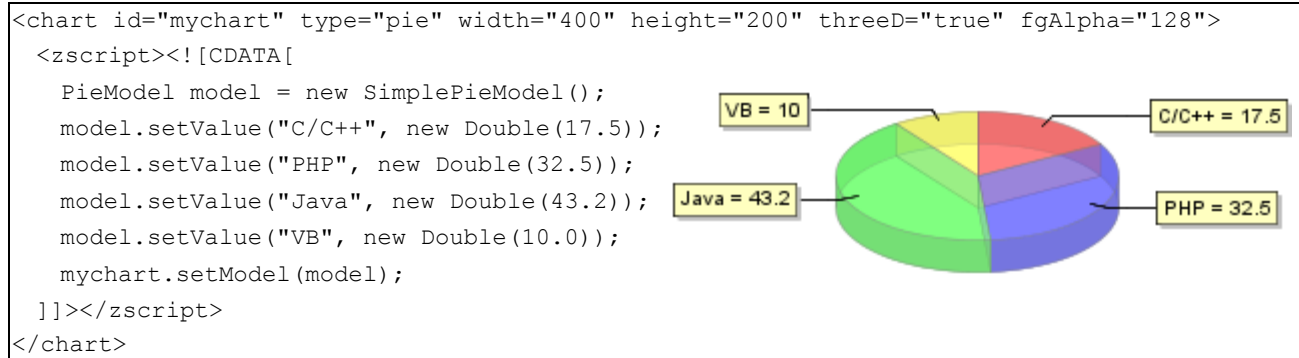 <chart id="mychart" type="pie" width="400" height="200" threeD="true" fgAlpha="128">
<zscript><![CDATA[
PieModel model = new SimplePieModel();
model.setValue("C/C++", new Double(17.5));
model.setValue("PHP", new Double(32.5));
model.setValue("Java", new Double(43.2));
model.setValue("VB", new Double(10.0));
mychart.setModel(model);
]]></zscript>
</chart>
VB = 10
C/C++ = 17.5
Java = 43.2
PHP = 32.5